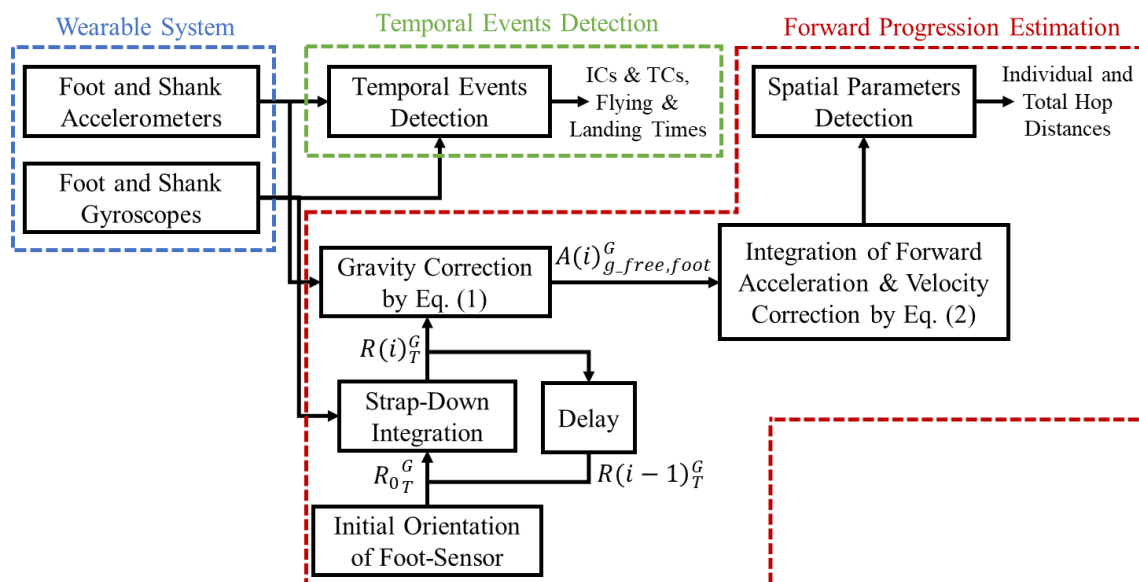 Wearable System
Temporal Events Detection
Forward Progression Estimation
Foot and Shank
Accelerometers
Temporal Events
Detection
ICs & TCs,
Flying &
Landing Times
Spatial Parameters
Detection
Individual and
Total Hop
Distances
Foot and Shank
Gyroscopes
Gravity Correction
by Eq. (1)
A(i)^G_{g_free,foot}
Integration of Forward
Acceleration & Velocity
Correction by Eq. (2)
R(i)^G_T
Strap-Down
Integration
Delay
R_0^G_T
R(i − 1)^G_T
Initial Orientation
of Foot-Sensor